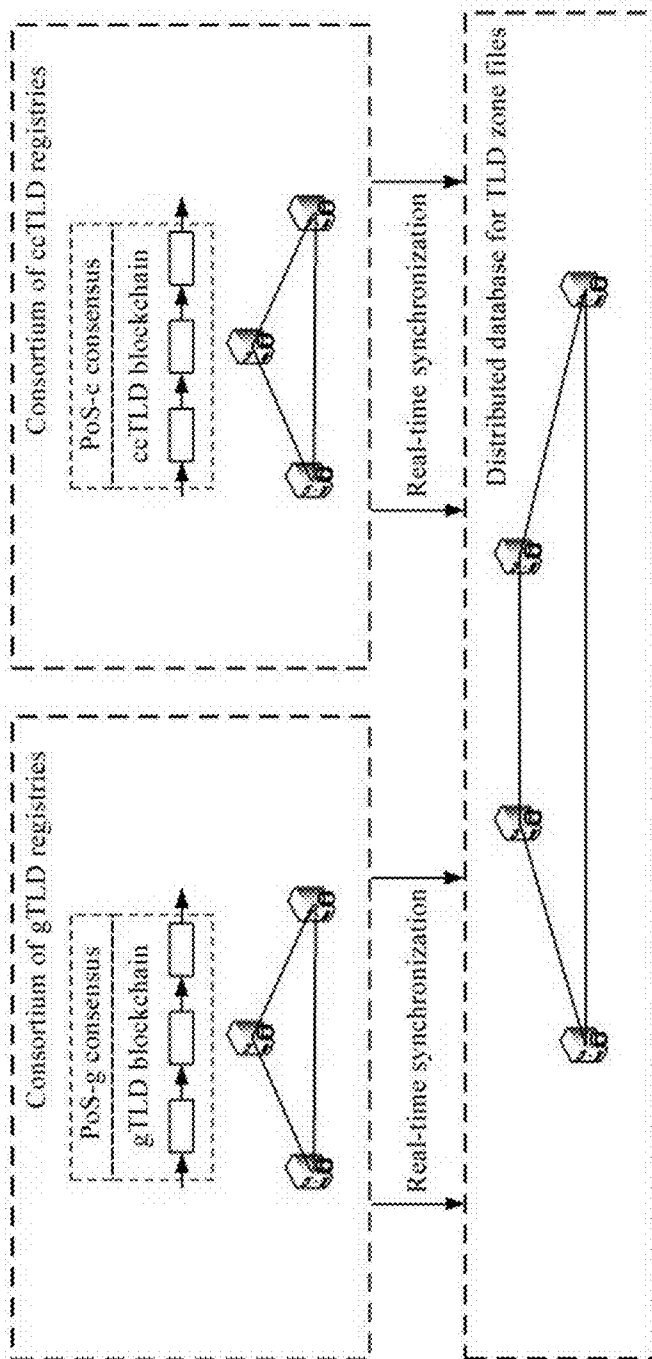 Consortium of gTLD registries
PoS-g consensus
gTLD blockchain
Consortium of ccTLD registries
PoS-c consensus
ccTLD blockchain
Real-time synchronization
Real-time synchronization
Distributed database for TLD zone files